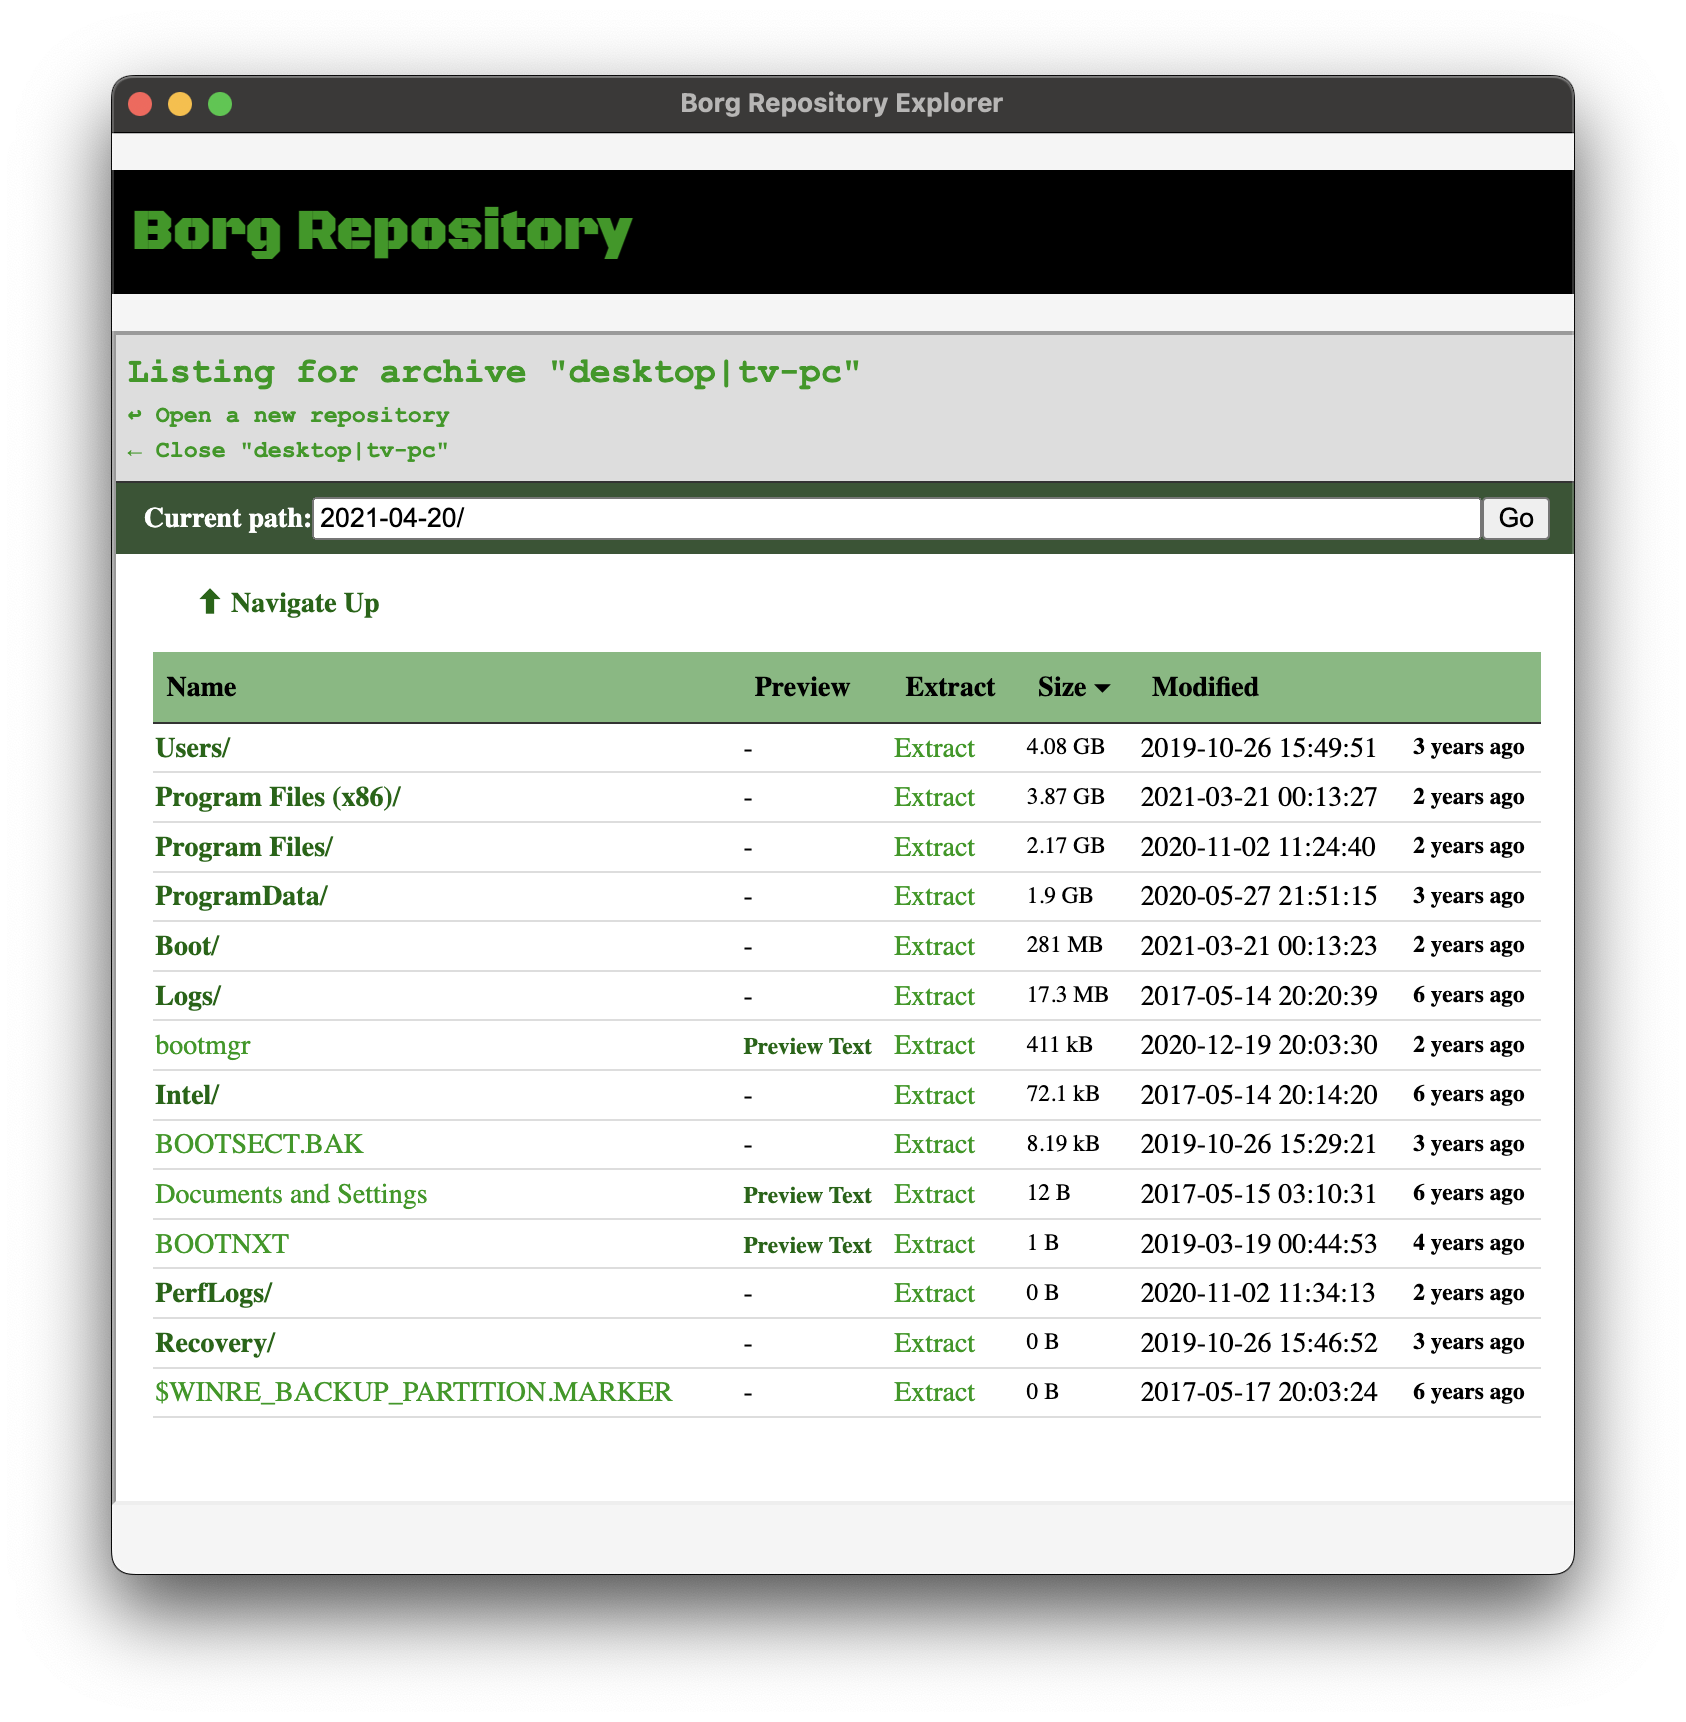 Borg Repository Explorer
Borg Repository
Listing for archive "desktop|tv-pc"
↩ Open a new repository
← Close "desktop|tv-pc"
Current path: 2021-04-20/ Go
⬆ Navigate Up
Name Preview Extract Size ▾ Modified
Users/ - Extract 4.08 GB 2019-10-26 15:49:51 3 years ago
Program Files (x86)/ - Extract 3.87 GB 2021-03-21 00:13:27 2 years ago
Program Files/ - Extract 2.17 GB 2020-11-02 11:24:40 2 years ago
ProgramData/ - Extract 1.9 GB 2020-05-27 21:51:15 3 years ago
Boot/ - Extract 281 MB 2021-03-21 00:13:23 2 years ago
Logs/ - Extract 17.3 MB 2017-05-14 20:20:39 6 years ago
bootmgr Preview Text Extract 411 kB 2020-12-19 20:03:30 2 years ago
Intel/ - Extract 72.1 kB 2017-05-14 20:14:20 6 years ago
BOOTSECT.BAK - Extract 8.19 kB 2019-10-26 15:29:21 3 years ago
Documents and Settings Preview Text Extract 12 B 2017-05-15 03:10:31 6 years ago
BOOTNXT Preview Text Extract 1 B 2019-03-19 00:44:53 4 years ago
PerfLogs/ - Extract 0 B 2020-11-02 11:34:13 2 years ago
Recovery/ - Extract 0 B 2019-10-26 15:46:52 3 years ago
$WINRE_BACKUP_PARTITION.MARKER - Extract 0 B 2017-05-17 20:03:24 6 years ago